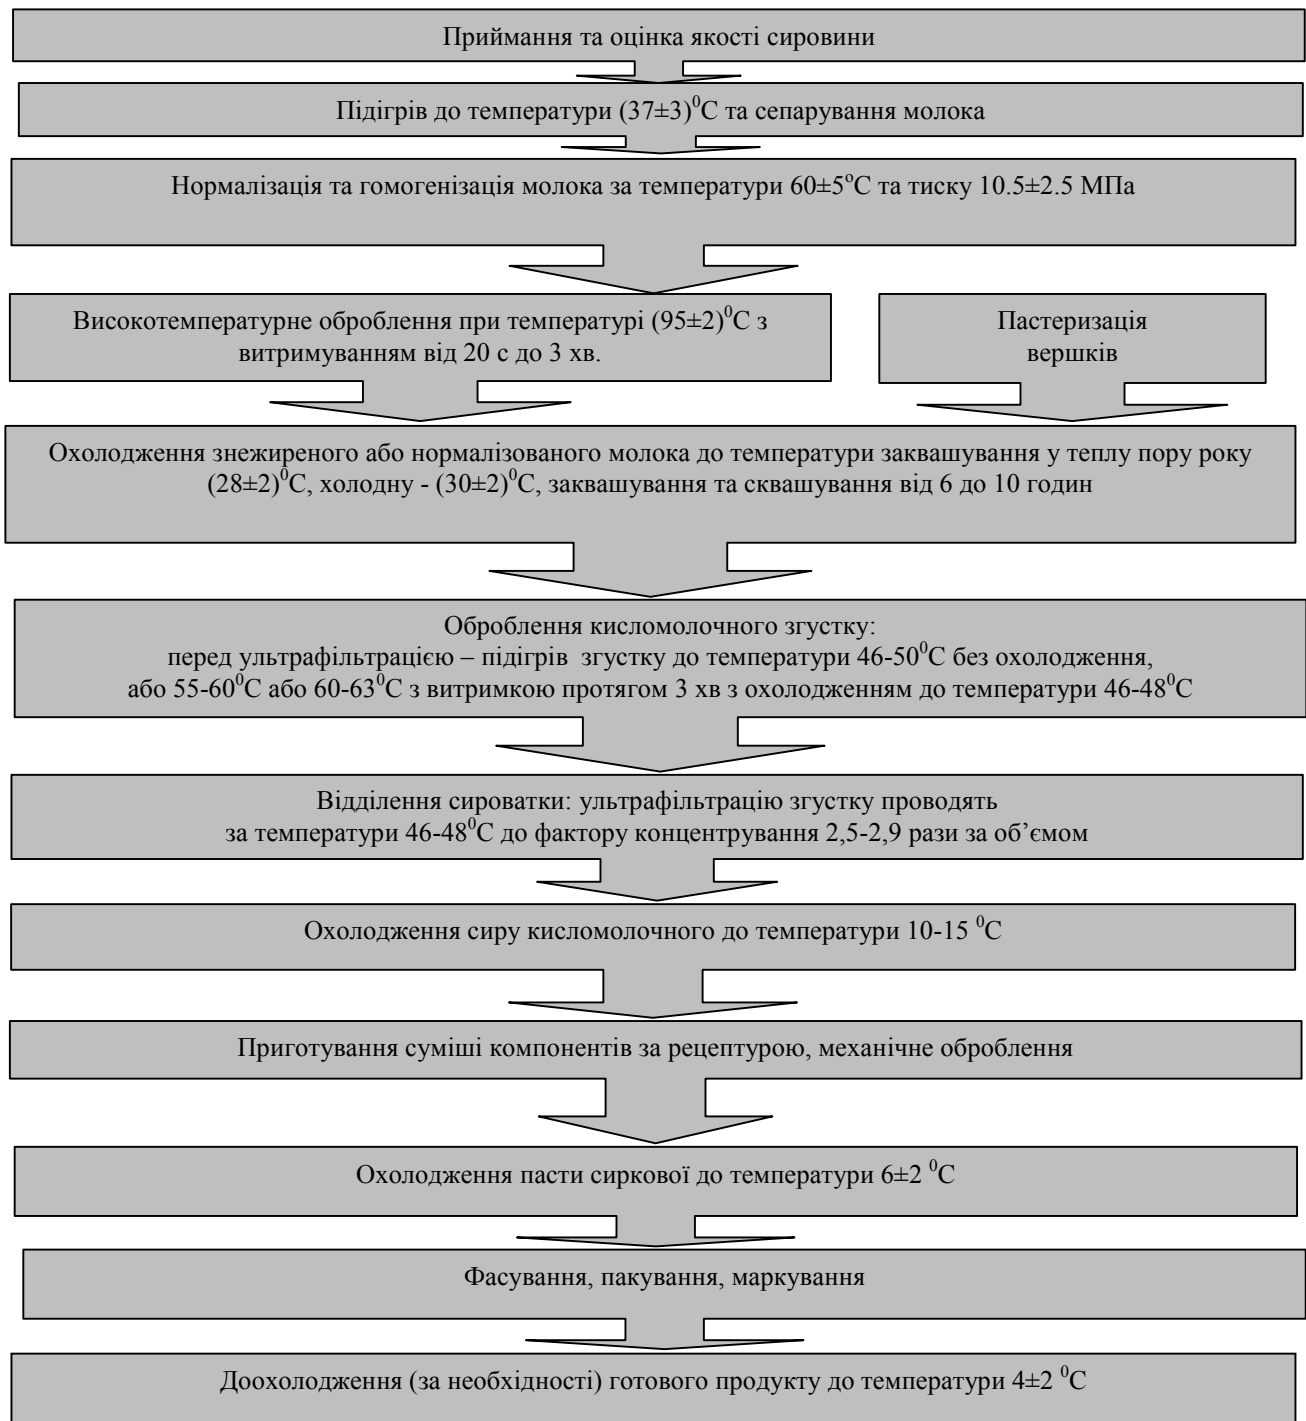 Приймання та оцінка якості сировини
Підігрів до температури (37±3)⁰С та сепарування молока
Нормалізація та гомогенізація молока за температури 60±5ᵒС та тиску 10.5±2.5 МПа
Високотемпературне оброблення при температурі (95±2)⁰С з
витримуванням від 20 с до 3 хв.
Пастеризація
вершків
Охолодження знежиреного або нормалізованого молока до температури заквашування у теплу пору року
(28±2)⁰С, холодну - (30±2)⁰С, заквашування та сквашування від 6 до 10 годин
Оброблення кисломолочного згустку:
перед ультрафільтрацією – підігрів згустку до температури 46-50⁰С без охолодження,
або 55-60⁰С або 60-63⁰С з витримкою протягом 3 хв з охолодженням до температури 46-48⁰С
Відділення сироватки: ультрафільтрацію згустку проводять
за температури 46-48⁰С до фактору концентрування 2,5-2,9 рази за об’ємом
Охолодження сиру кисломолочного до температури 10-15 ⁰С
Приготування суміші компонентів за рецептурою, механічне оброблення
Охолодження пасти сиркової до температури 6±2 ⁰С
Фасування, пакування, маркування
Доохолодження (за необхідності) готового продукту до температури 4±2 ⁰С